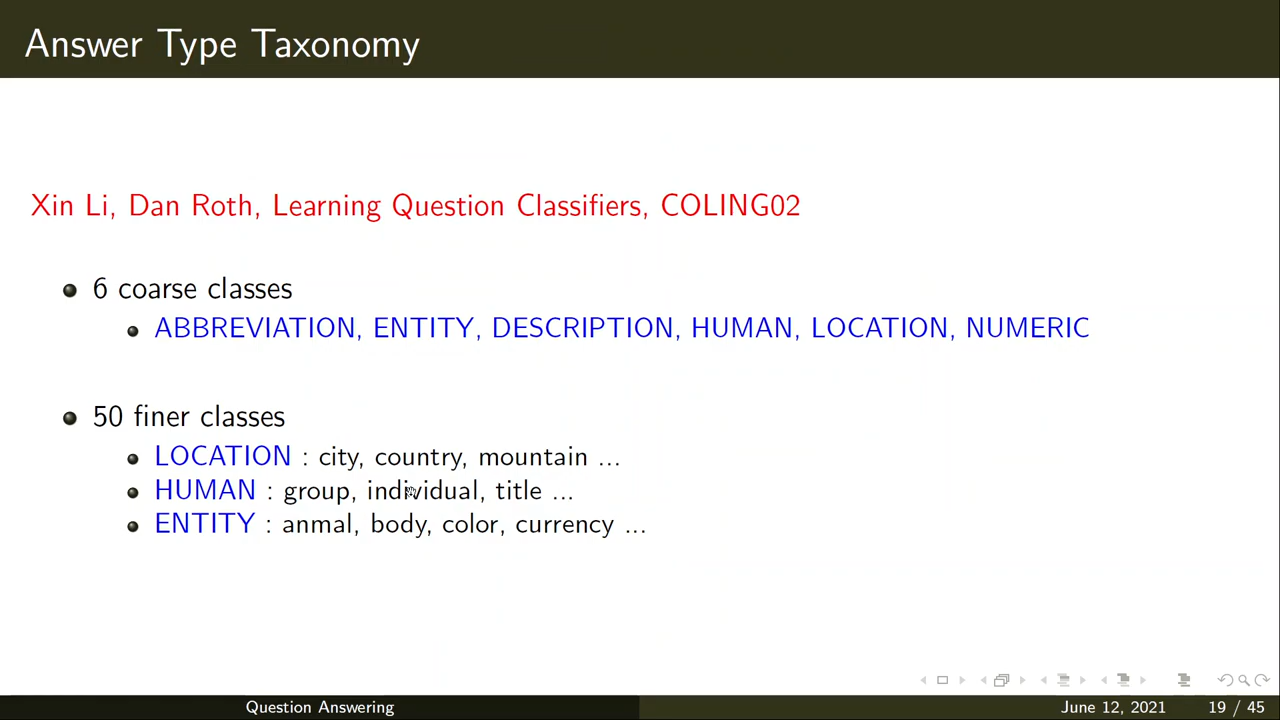 Answer Type Taxonomy
Xin Li, Dan Roth, Learning Question Classifiers, COLING02
6 coarse classes
ABBREVIATION, ENTITY, DESCRIPTION, HUMAN, LOCATION, NUMERIC
50 finer classes
LOCATION : city, country, mountain ...
HUMAN : group, individual, title ...
ENTITY : anmal, body, color, currency ...
Question Answering June 12, 2021 19 / 45